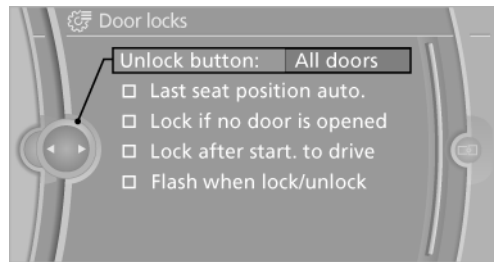 Door locks
Unlock button: All doors
Last seat position auto.
Lock if no door is opened
Lock after start. to drive
Flash when lock/unlock